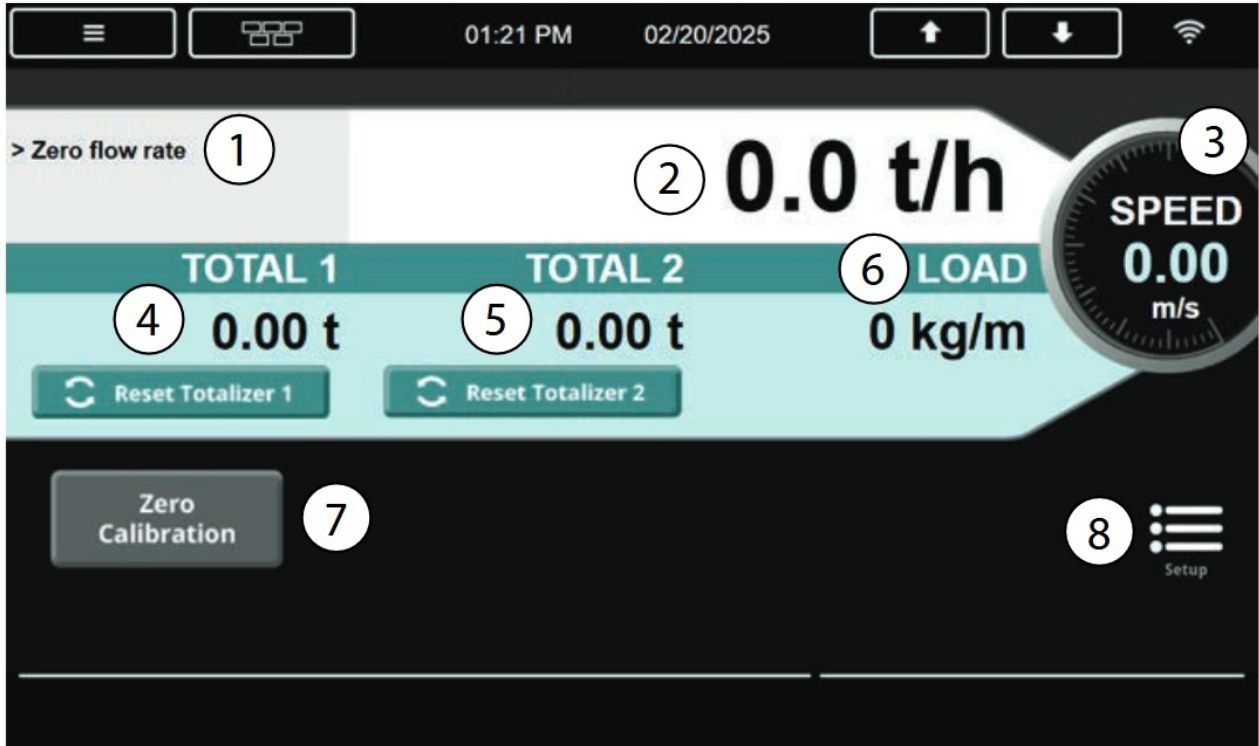 01:21 PM 02/20/2025
> Zero flow rate 1
2 0.0 t/h
3
SPEED
0.00
m/s
TOTAL 1 TOTAL 2 6 LOAD
4 0.00 t 5 0.00 t 0 kg/m
Reset Totalizer 1 Reset Totalizer 2
Zero
Calibration
7
8
Setup